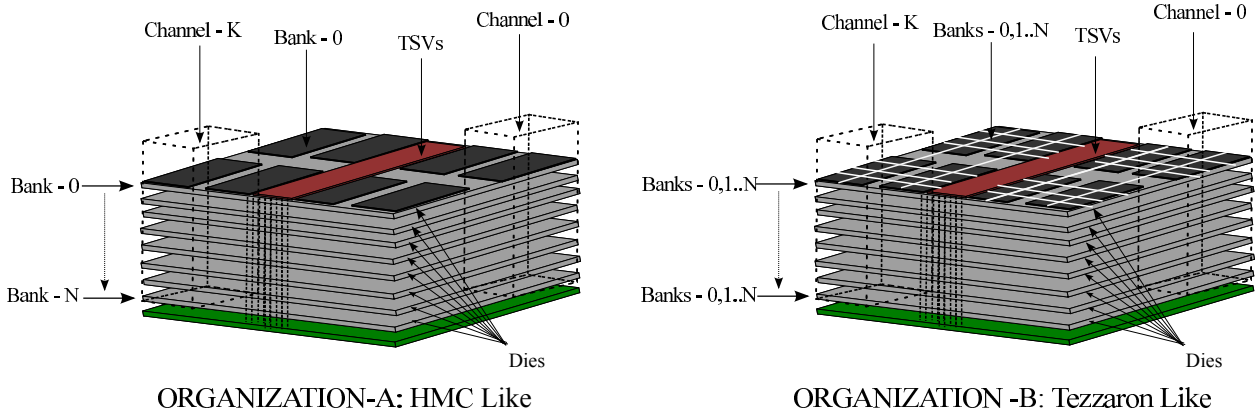 Channel - K
Bank - 0
TSVs
Channel - 0
Bank - 0
Bank - N
Dies
ORGANIZATION-A: HMC Like
Channel - K
Banks - 0,1..N
TSVs
Channel - 0
Banks - 0,1..N
Banks - 0,1..N
Dies
ORGANIZATION -B: Tezzaron Like